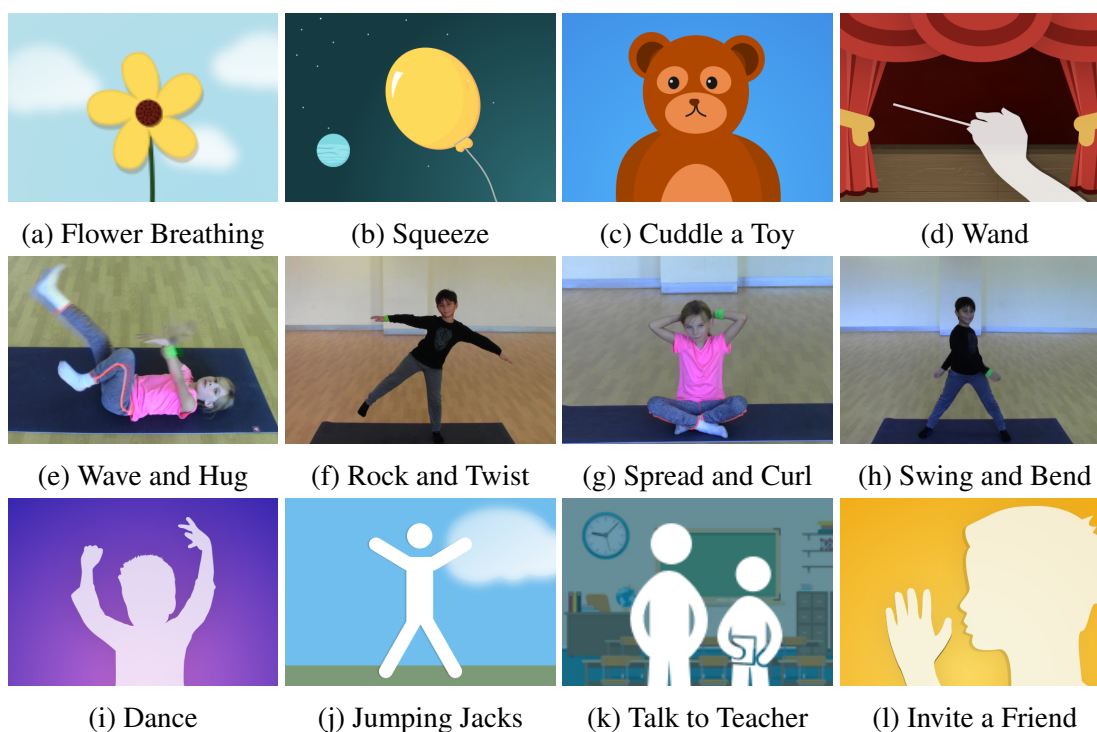 (a) Flower Breathing
(b) Squeeze
(c) Cuddle a Toy
(d) Wand
(e) Wave and Hug
(f) Rock and Twist
(g) Spread and Curl
(h) Swing and Bend
(i) Dance
(j) Jumping Jacks
(k) Talk to Teacher
(l) Invite a Friend